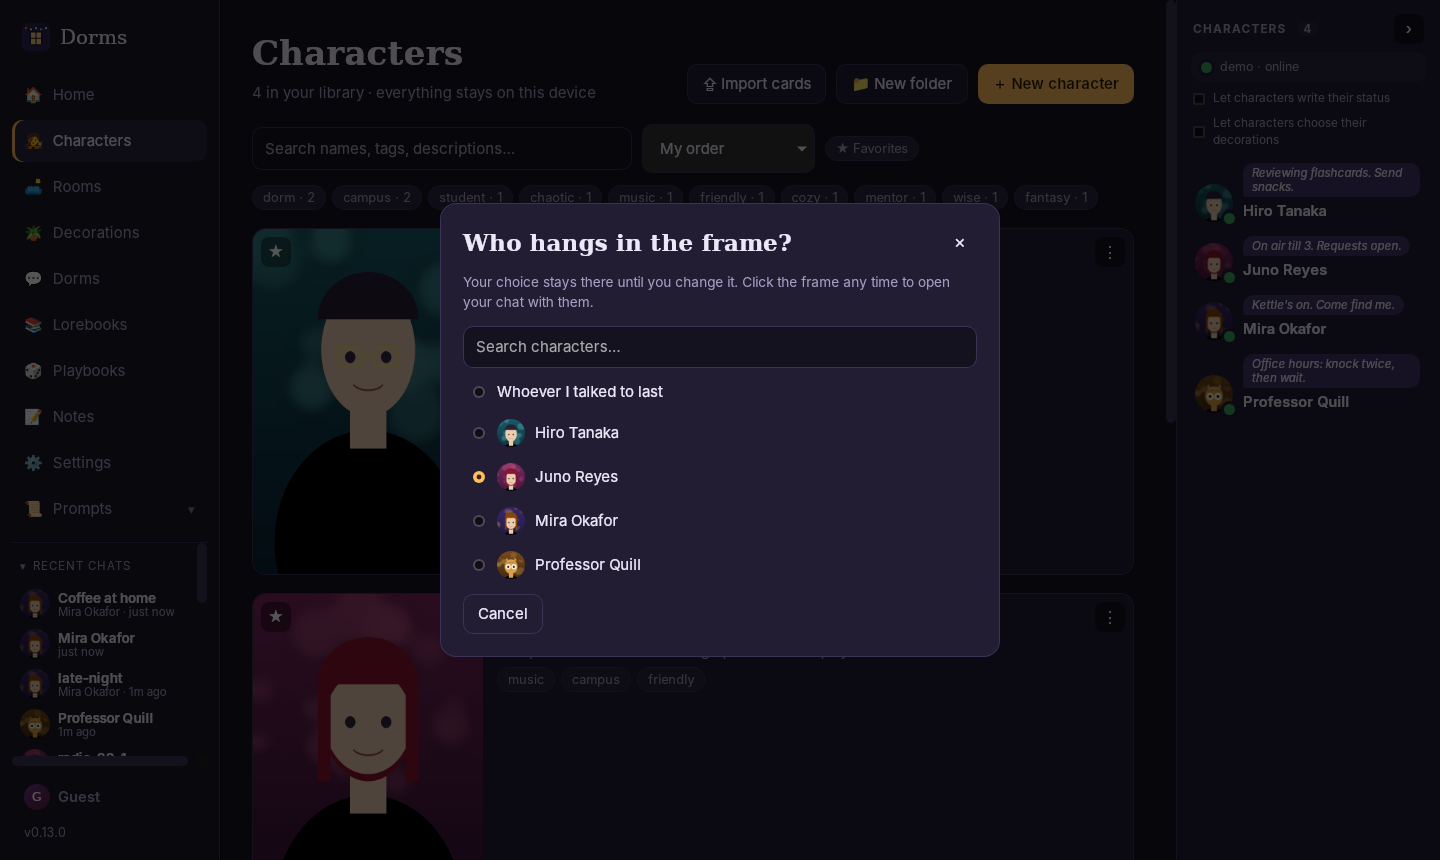 Dorms
Home
Characters
Rooms
Decorations
Dorms
Lorebooks
Playbooks
Notes
Settings
Prompts
RECENT CHATS
Coffee at home
Mira Okafor · just now
Mira Okafor
just now
late-night
Mira Okafor · 1m ago
Professor Quill
1m ago
G Guest
v0.13.0
Characters
4 in your library · everything stays on this device
Import cards
New folder
+ New character
Search names, tags, descriptions...
My order
★ Favorites
dorm · 2
campus · 2
student · 1
chaotic · 1
music · 1
friendly · 1
cozy · 1
mentor · 1
wise · 1
fantasy · 1
Who hangs in the frame?
Your choice stays there until you change it. Click the frame any time to open
your chat with them.
Search characters...
Whoever I talked to last
Hiro Tanaka
Juno Reyes
Mira Okafor
Professor Quill
Cancel
music
campus
friendly
CHARACTERS 4
demo · online
Let characters write their status
Let characters choose their
decorations
Reviewing flashcards. Send
snacks.
Hiro Tanaka
On air till 3. Requests open.
Juno Reyes
Kettle's on. Come find me.
Mira Okafor
Office hours: knock twice,
then wait.
Professor Quill